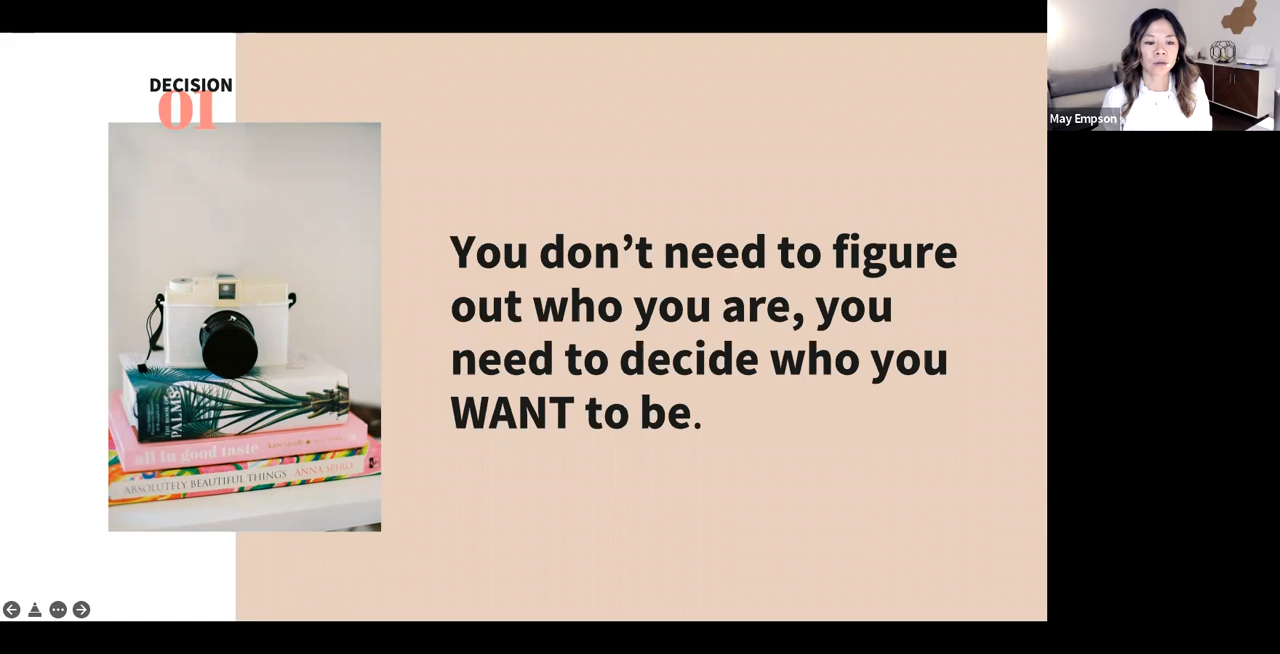 DECISION
01
You don’t need to figure
out who you are, you
need to decide who you
WANT to be.
PALMS
all in good taste
ABSOLUTELY BEAUTIFUL THINGS ANNA SPIRO
May Empson